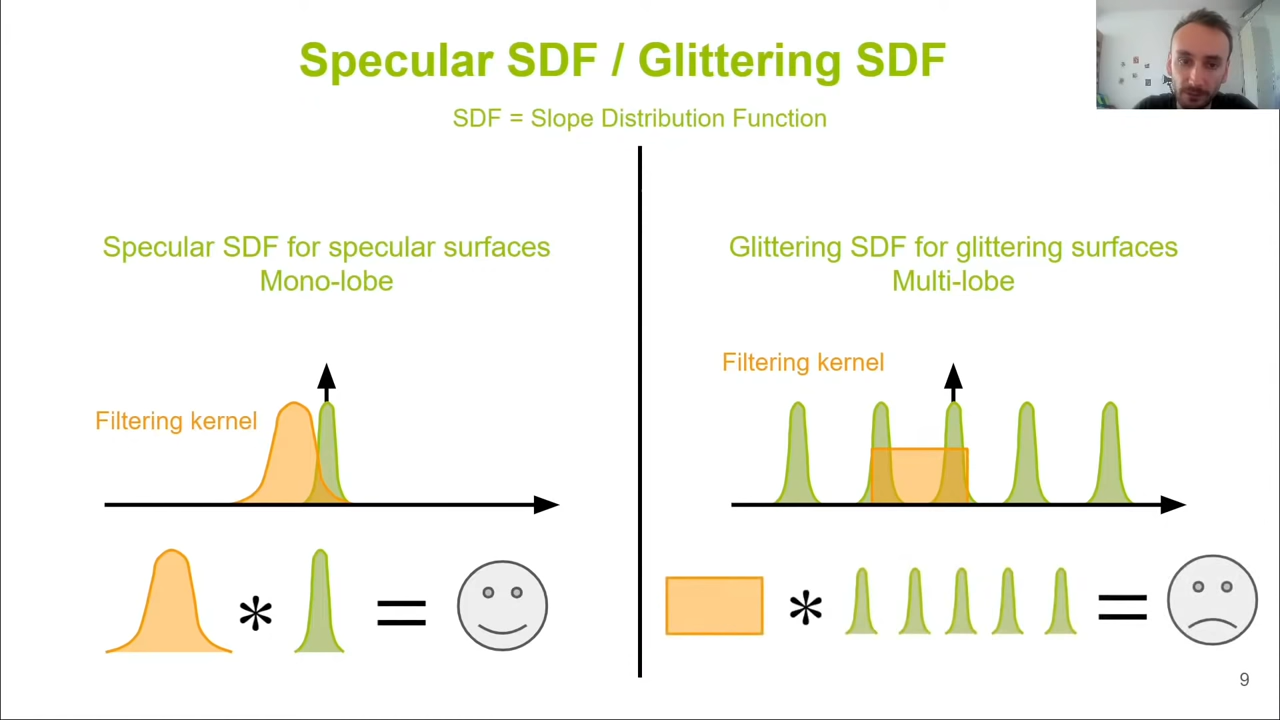 Specular SDF / Glittering SDF
SDF = Slope Distribution Function
Specular SDF for specular surfaces
Mono-lobe
Filtering kernel
* =
Glittering SDF for glittering surfaces
Multi-lobe
Filtering kernel
* =
9